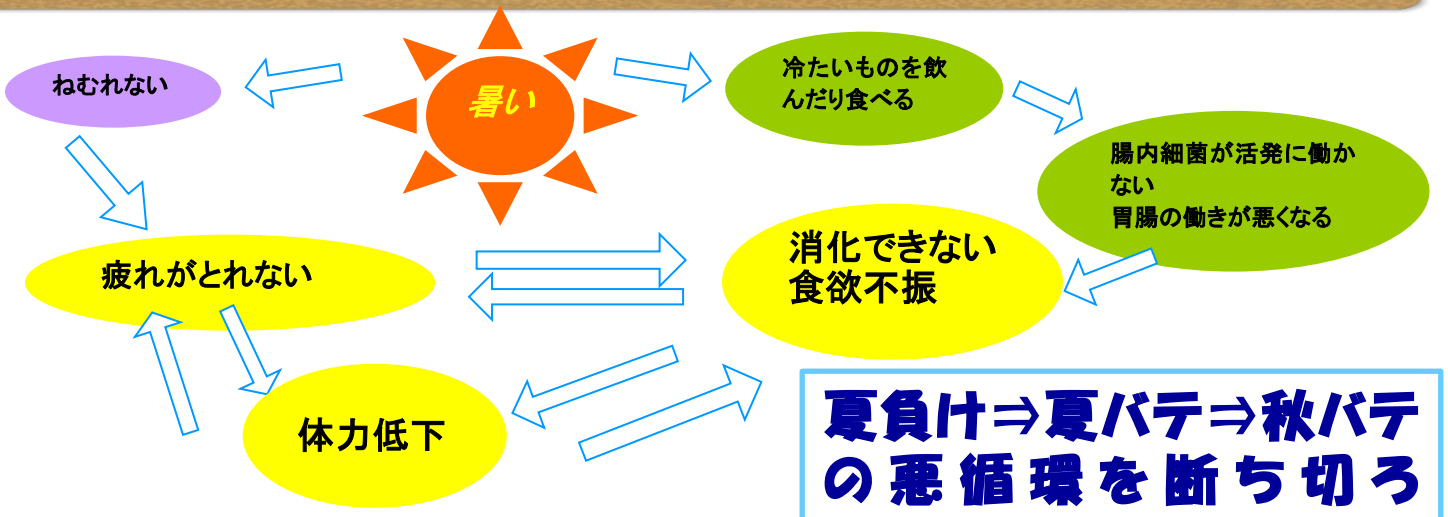 ねむれない
暑い
冷たいものを飲
んだり食べる
腸内細菌が活発に働か
ない
胃腸の働きが悪くなる
疲れがとれない
消化できない
食欲不振
体力低下
夏負け⇒夏バテ⇒秋バテ
の悪循環を断ち切ろ